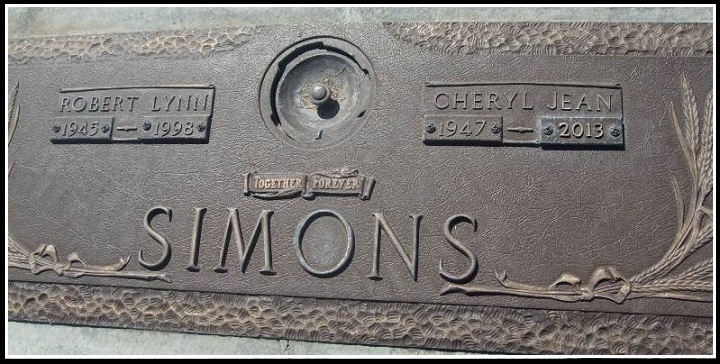 ROBERT LYNN
1945 — 1998
CHERYL JEAN
1947 — 2013
TOGETHER FOREVER
SIMONS